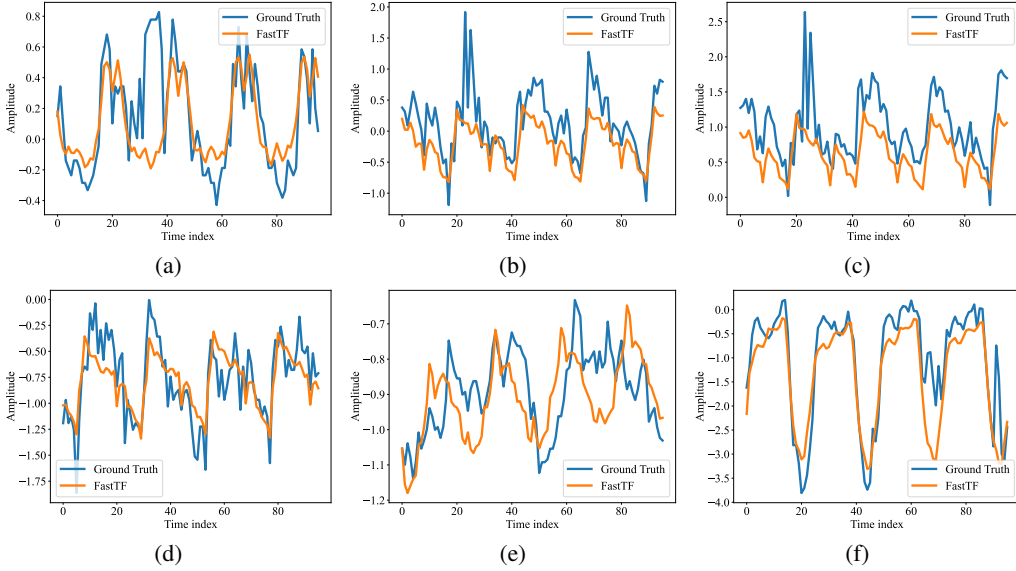 0.8
0.6
0.4
0.2
0.0
−0.2
−0.4
Amplitude
0 20 40 60 80
Time index
Ground Truth
FastTF
(a)
2.0
1.5
1.0
0.5
0.0
−0.5
−1.0
Amplitude
0 20 40 60 80
Time index
Ground Truth
FastTF
(b)
2.5
2.0
1.5
1.0
0.5
0.0
Amplitude
0 20 40 60 80
Time index
Ground Truth
FastTF
(c)
0.00
−0.25
−0.50
−0.75
−1.00
−1.25
−1.50
−1.75
Amplitude
0 20 40 60 80
Time index
Ground Truth
FastTF
(d)
−0.7
−0.8
−0.9
−1.0
−1.1
−1.2
Amplitude
0 20 40 60 80
Time index
Ground Truth
FastTF
(e)
0.0
−0.5
−1.0
−1.5
−2.0
−2.5
−3.0
−3.5
−4.0
Amplitude
0 20 40 60 80
Time index
Ground Truth
FastTF
(f)